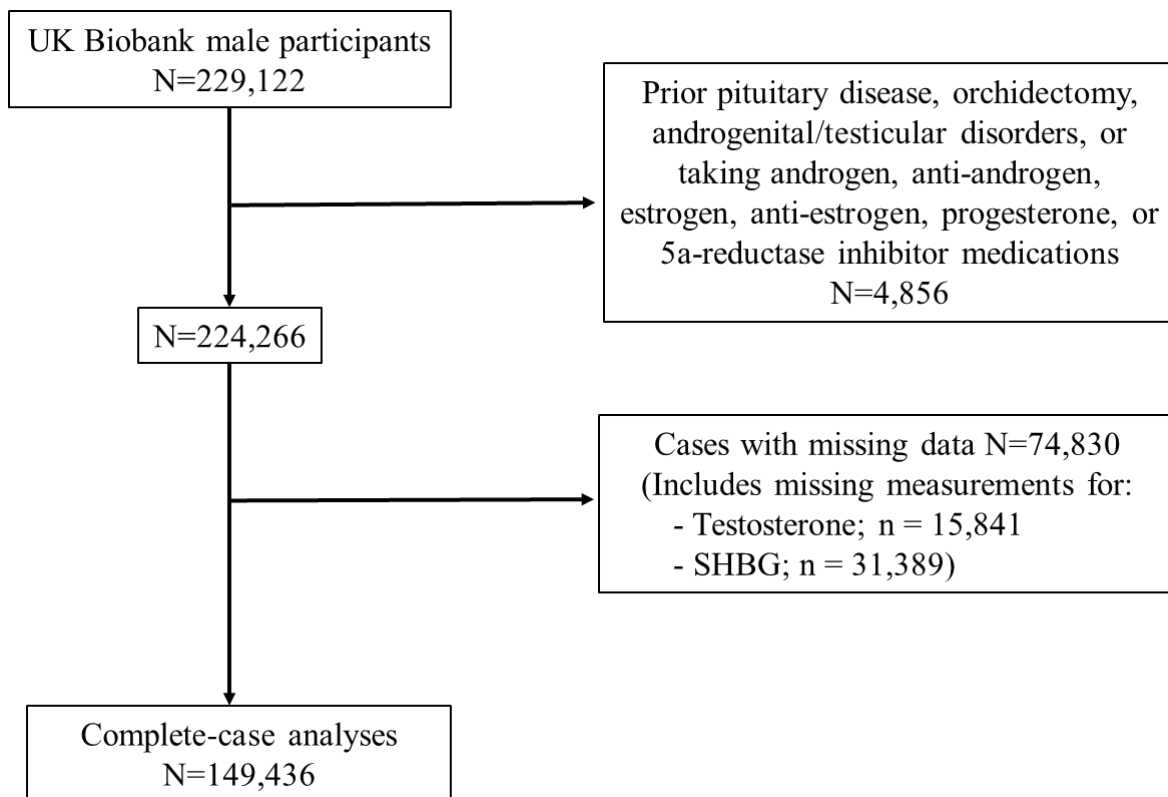 UK Biobank male participants
N=229,122
Prior pituitary disease, orchidectomy,
androgenital/testicular disorders, or
taking androgen, anti-androgen,
estrogen, anti-estrogen, progesterone, or
5a-reductase inhibitor medications
N=4,856
N=224,266
Cases with missing data N=74,830
(Includes missing measurements for:
- Testosterone; n = 15,841
- SHBG; n = 31,389)
Complete-case analyses
N=149,436